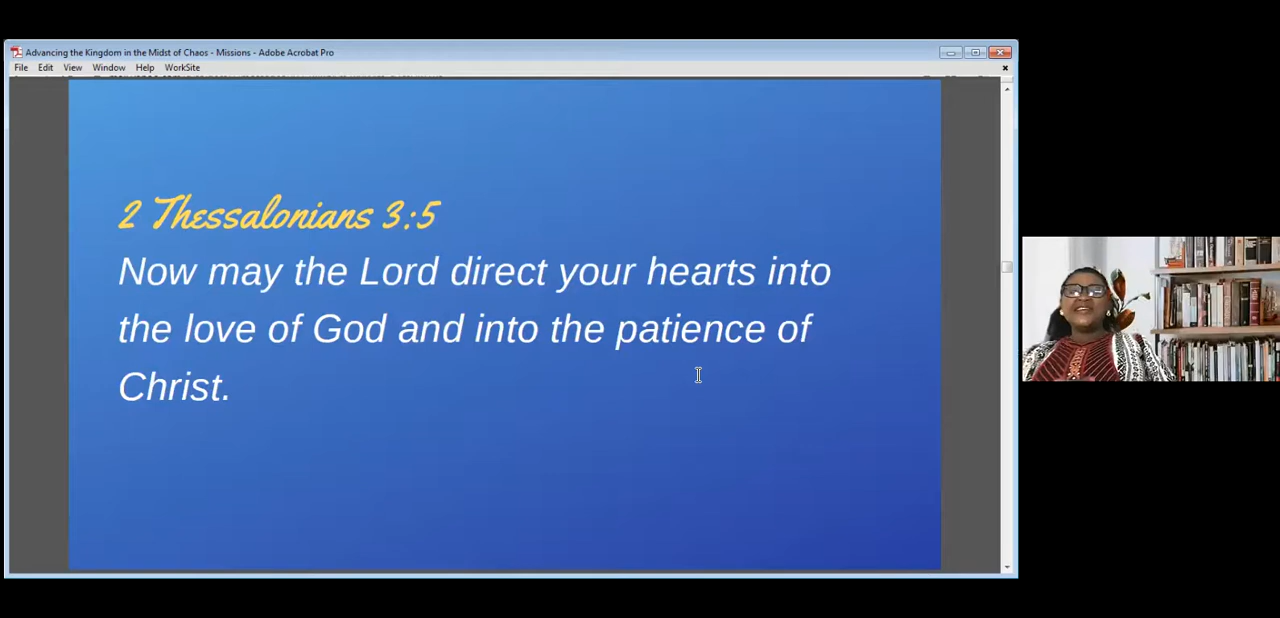 Advancing the Kingdom in the Midst of Chaos - Missions - Adobe Acrobat Pro
File Edit View Window Help WorkSite
2 Thessalonians 3:5
Now may the Lord direct your hearts into
the love of God and into the patience of
Christ.